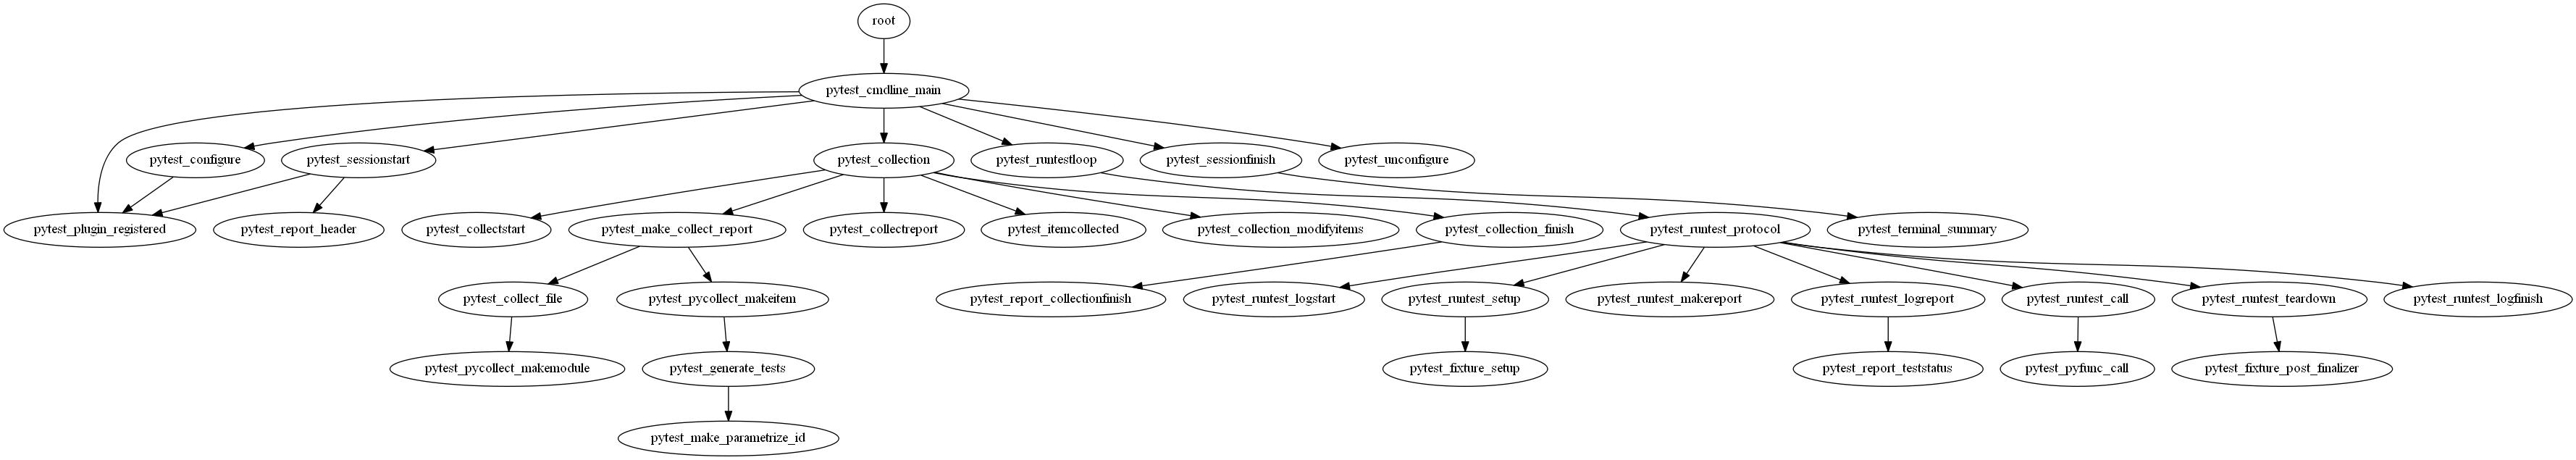 root
pytest_cmdline_main
pytest_configure
pytest_sessionstart
pytest_collection
pytest_runtestloop
pytest_sessionfinish
pytest_unconfigure
pytest_plugin_registered
pytest_report_header
pytest_collectstart
pytest_make_collect_report
pytest_collectreport
pytest_itemcollected
pytest_collection_modifyitems
pytest_collection_finish
pytest_runtest_protocol
pytest_terminal_summary
pytest_collect_file
pytest_pycollect_makeitem
pytest_report_collectionfinish
pytest_runtest_logstart
pytest_runtest_setup
pytest_runtest_makereport
pytest_runtest_logreport
pytest_runtest_call
pytest_runtest_teardown
pytest_runtest_logfinish
pytest_pycollect_makemodule
pytest_generate_tests
pytest_fixture_setup
pytest_report_teststatus
pytest_pyfunc_call
pytest_fixture_post_finalizer
pytest_make_parametrize_id